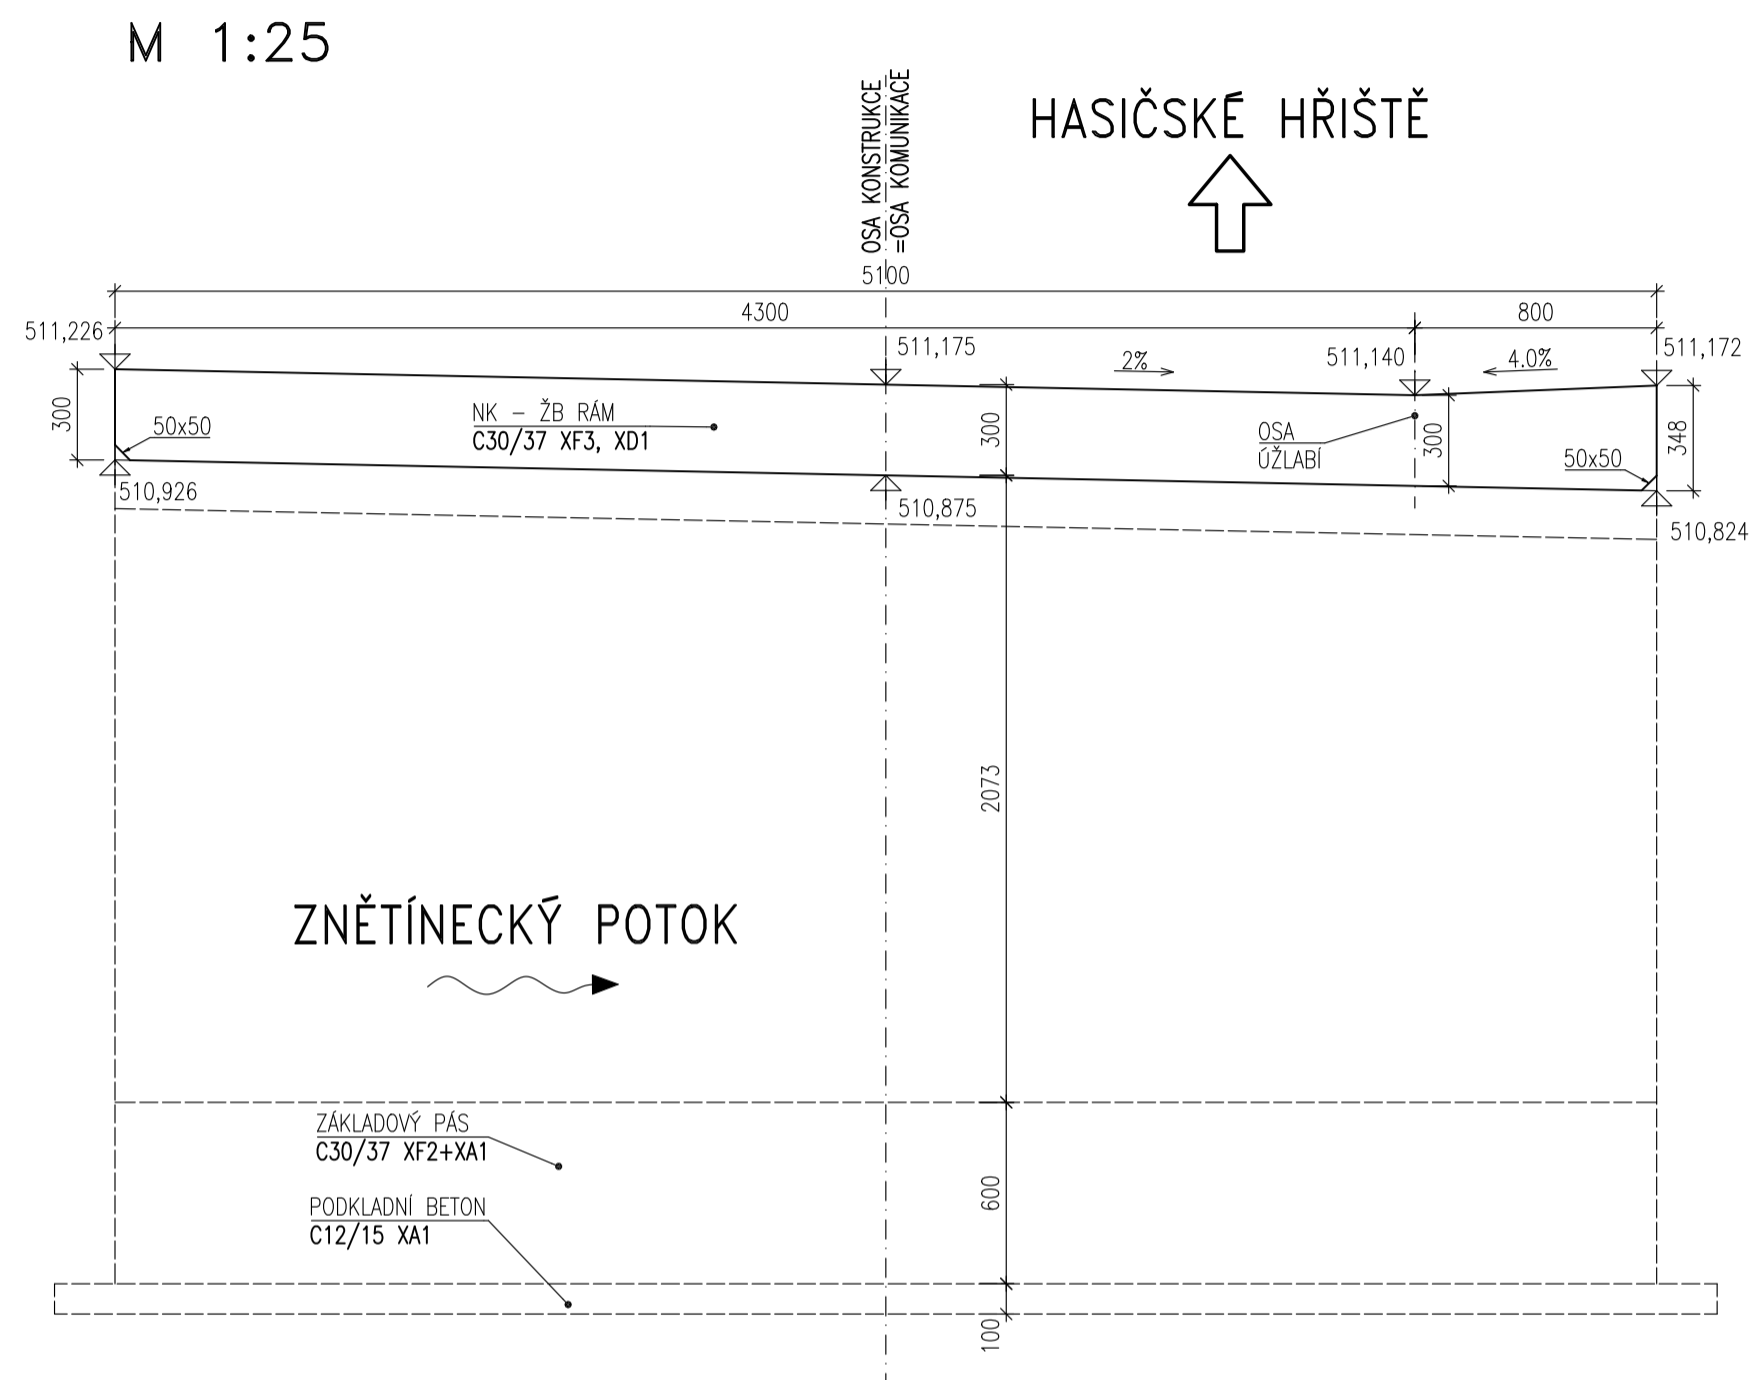 M 1:25
OSA KONSTRUKCE
=OSA KOMUNIKACE
HASIČSKÉ HŘIŠTĚ
5100
4300
800
511,226
511,175
511,140
511,172
2%
4.0%
300
50x50
NK – ŽB RÁM
C30/37 XF3, XD1
300
OSA
ÚŽLABÍ
300
50x50
348
510,926
510,875
510,824
2073
ZNĚTÍNECKÝ POTOK
ZÁKLADOVÝ PÁS
C30/37 XF2+XA1
600
PODKLADNÍ BETON
C12/15 XA1
100